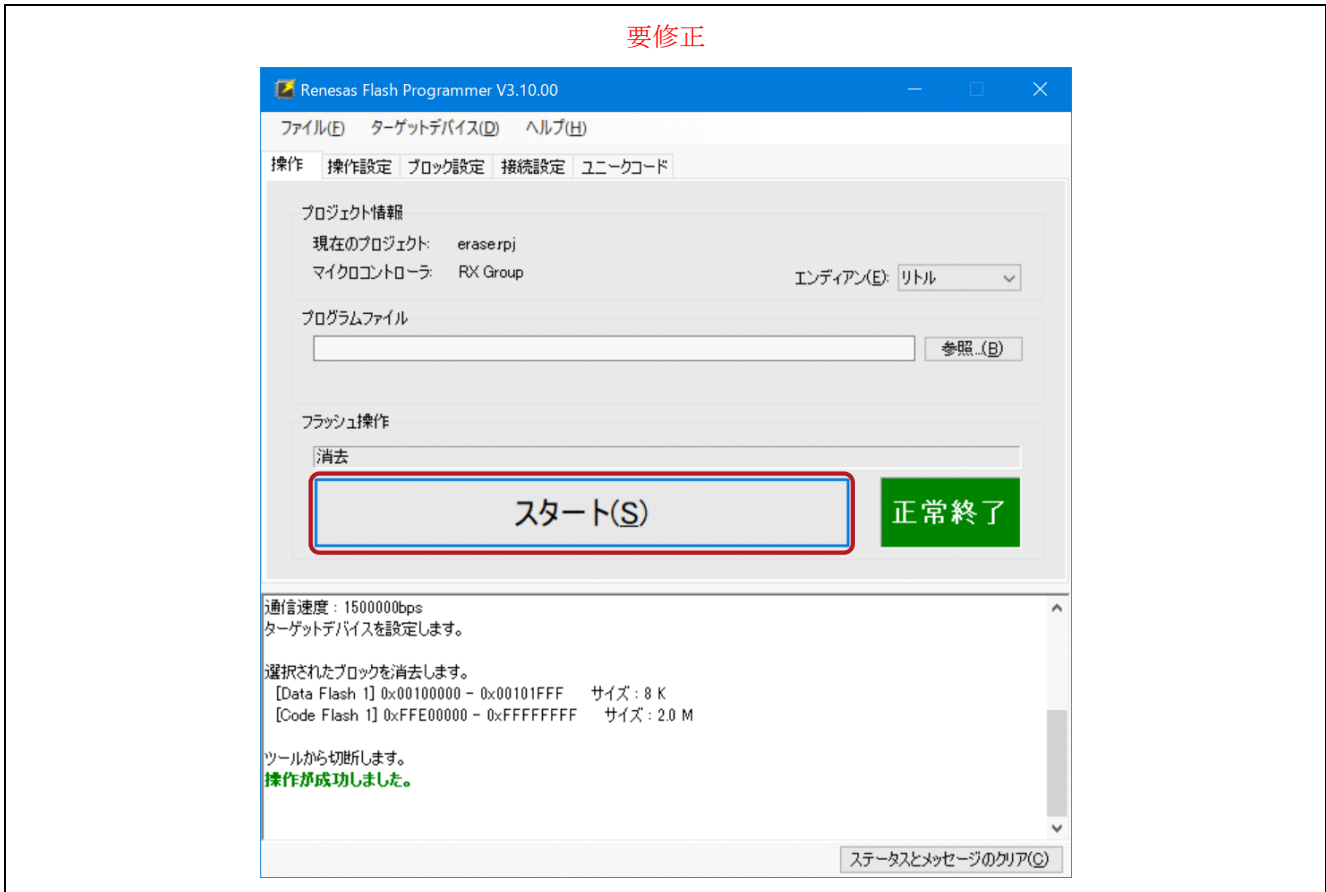 要修正
Renesas Flash Programmer V3.10.00
ファイル(F) ターゲットデバイス(D) ヘルプ(H)
操作 操作設定 ブロック設定 接続設定 ユニークコード
プロジェクト情報
現在のプロジェクト: erase.rpj
マイクロコントローラ: RX Group エンディアン(E): リトル
プログラムファイル
参照...(B)
フラッシュ操作
消去
スタート(S) 正常終了
通信速度 : 1500000bps
ターゲットデバイスを設定します。
選択されたブロックを消去します。
[Data Flash 1] 0x00100000 - 0x00101FFF サイズ : 8 K
[Code Flash 1] 0xFFE00000 - 0xFFFFFFFF サイズ : 2.0 M
ツールから切断します。
操作が成功しました。
ステータスとメッセージのクリア(C)